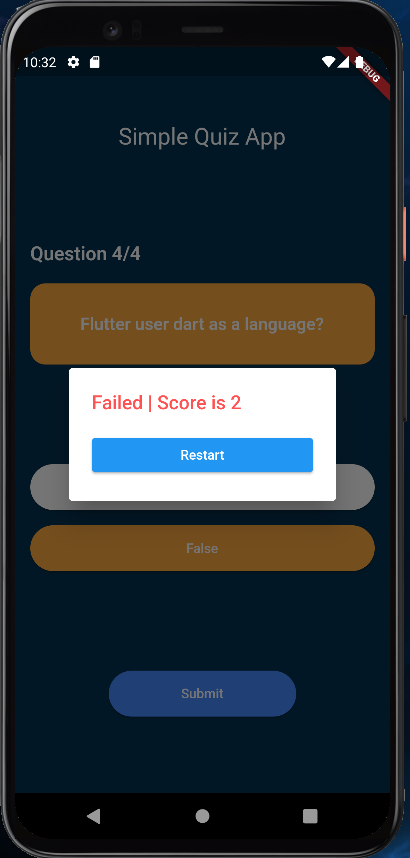 10:32
DEBUG
Simple Quiz App
Question 4/4
Flutter user dart as a language?
Failed | Score is 2
Restart
False
Submit